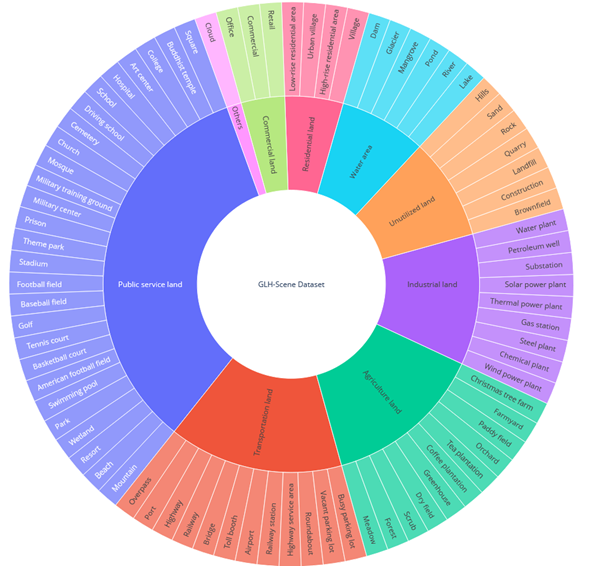 GLH-Scene Dataset
Others
Cloud
Commercial land
Office
Commercial
Retail
Residential land
Low-rise residential area
Urban village
High-rise residential area
Village
Water area
Dam
Glacier
Mangrove
Pond
River
Lake
Unutilized land
Hills
Sand
Rock
Quarry
Landfill
Construction
Brownfield
Industrial land
Water plant
Petroleum well
Substation
Solar power plant
Thermal power plant
Gas station
Steel plant
Chemical plant
Wind power plant
Agriculture land
Christmas tree farm
Farmyard
Paddy field
Orchard
Tea plantation
Coffee plantation
Greenhouse
Dry field
Scrub
Forest
Meadow
Transportation land
Busy parking lot
Vacant parking lot
Roundabout
Highway service area
Railway station
Airport
Toll booth
Bridge
Railway
Highway
Port
Overpass
Public service land
Mountain
Beach
Resort
Wetland
Park
Swimming pool
American football field
Basketball court
Tennis court
Golf
Baseball field
Football field
Stadium
Theme park
Prison
Military center
Military training ground
Mosque
Church
Cemetery
Driving school
School
Hospital
Art center
College
Buddhist temple
Square